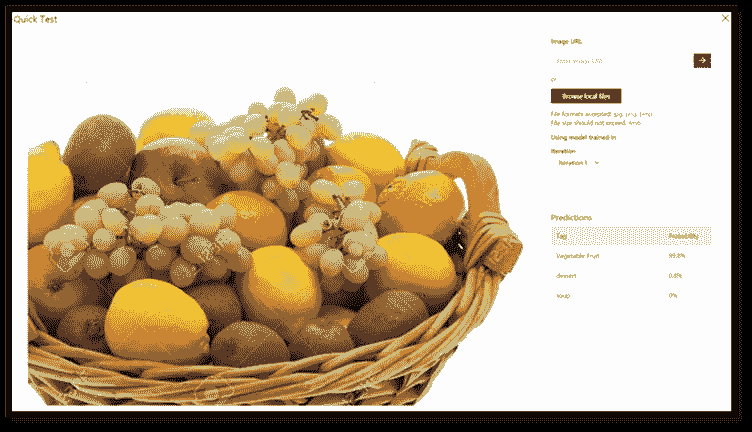 Quick Test
Image URL
or
Browse local files
File formats accepted: jpg, png, bmp
File size should not exceed: 4mb
Using model trained in
Iteration
Iteration 1
Predictions
Tag Probability
Vegetable fruit 99.8%
dessert 0.8%
soup 0%